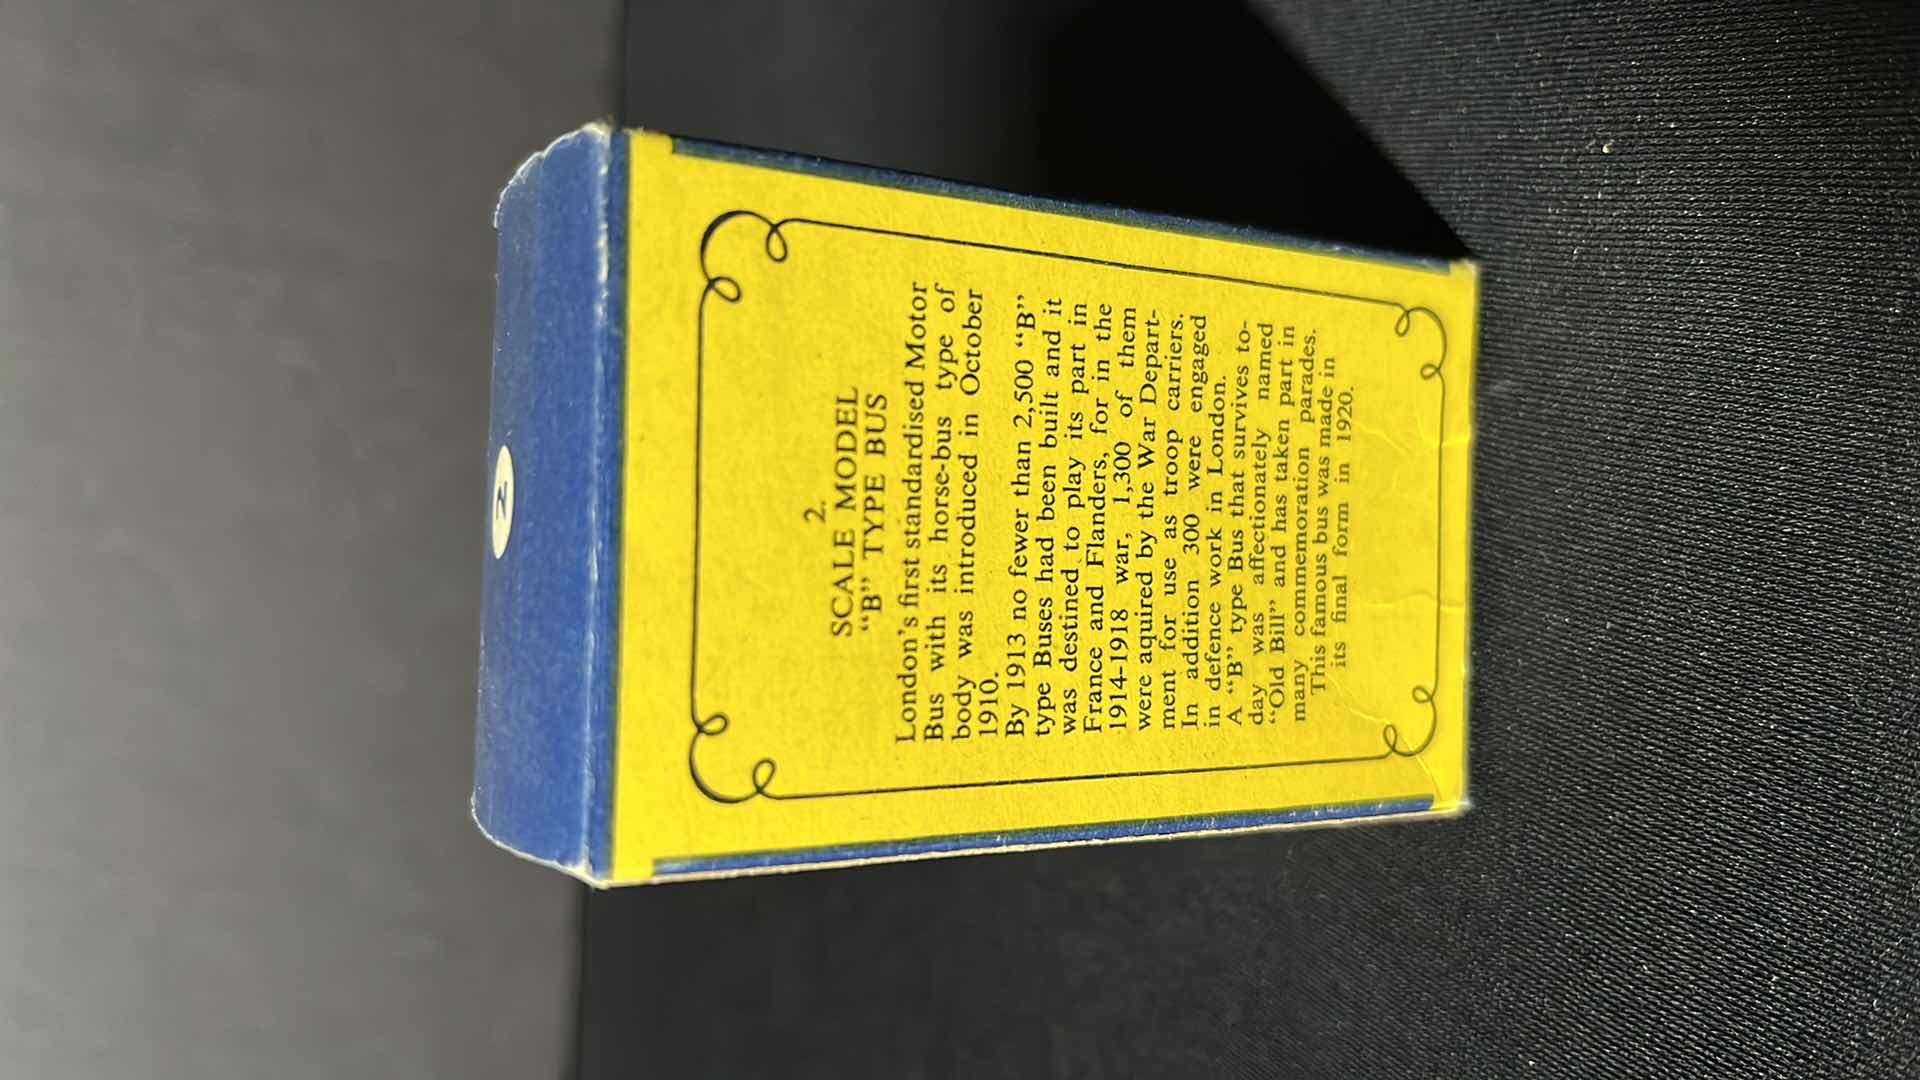 2
2.
SCALE MODEL
“B” TYPE BUS
London's first standardised Motor
Bus with its horse-bus type of
body was introduced in October
1910.
By 1913 no fewer than 2,500 “B”
type Buses had been built and it
was destined to play its part in
France and Flanders, for in the
1914-1918 war, 1,300 of them
were aquired by the War Depart-
ment for use as troop carriers.
In addition 300 were engaged
in defence work in London.
A “B” type Bus that survives to-
day was affectionately named
“Old Bill” and has taken part in
many commemoration parades.
This famous bus was made in
its final form in 1920.